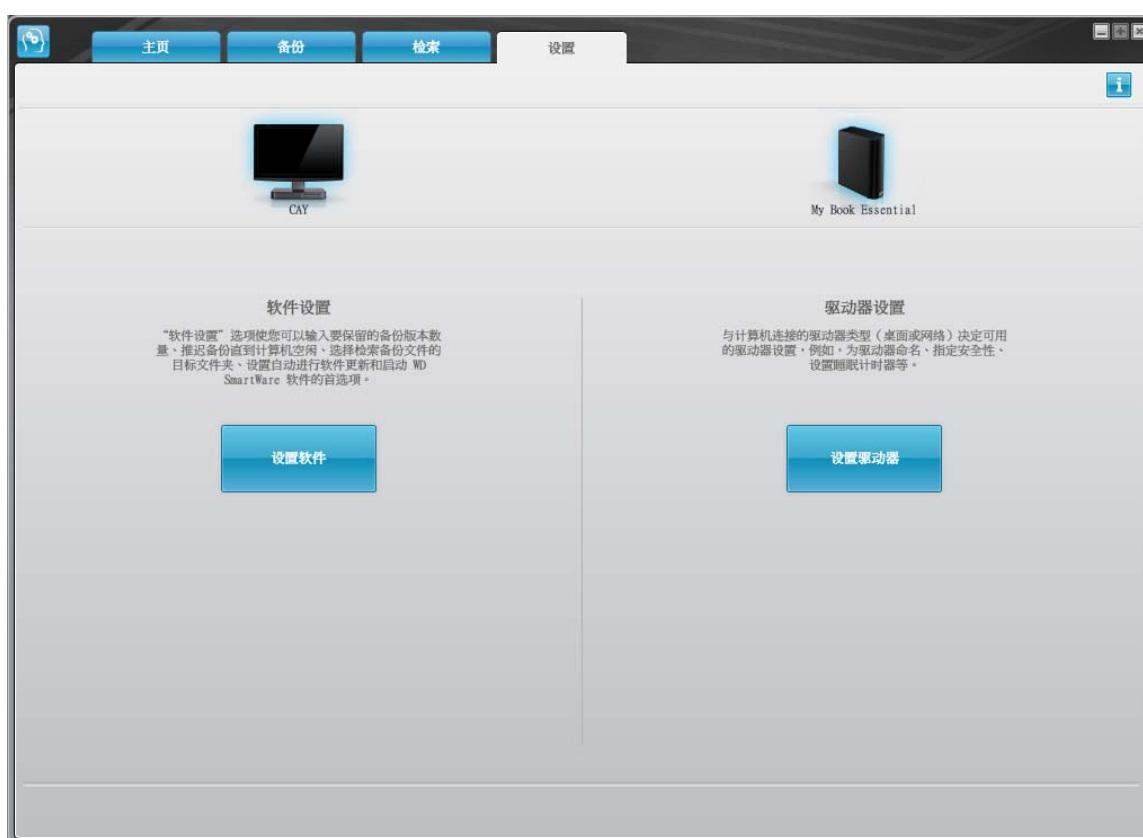 主页
备份
检索
设置
CAY
My Book Essential
软件设置
“软件设置”选项使您可以输入要保留的备份版本数
量、推迟备份直到计算机空闲、选择检索备份文件的
目标文件夹、设置自动进行软件更新和启动 WD
SmartWare 软件的首选项。
设置软件
驱动器设置
与计算机连接的驱动器类型（桌面或网络）决定可用
的驱动器设置，例如，为驱动器命名、指定安全性、
设置睡眠计时器等。
设置驱动器